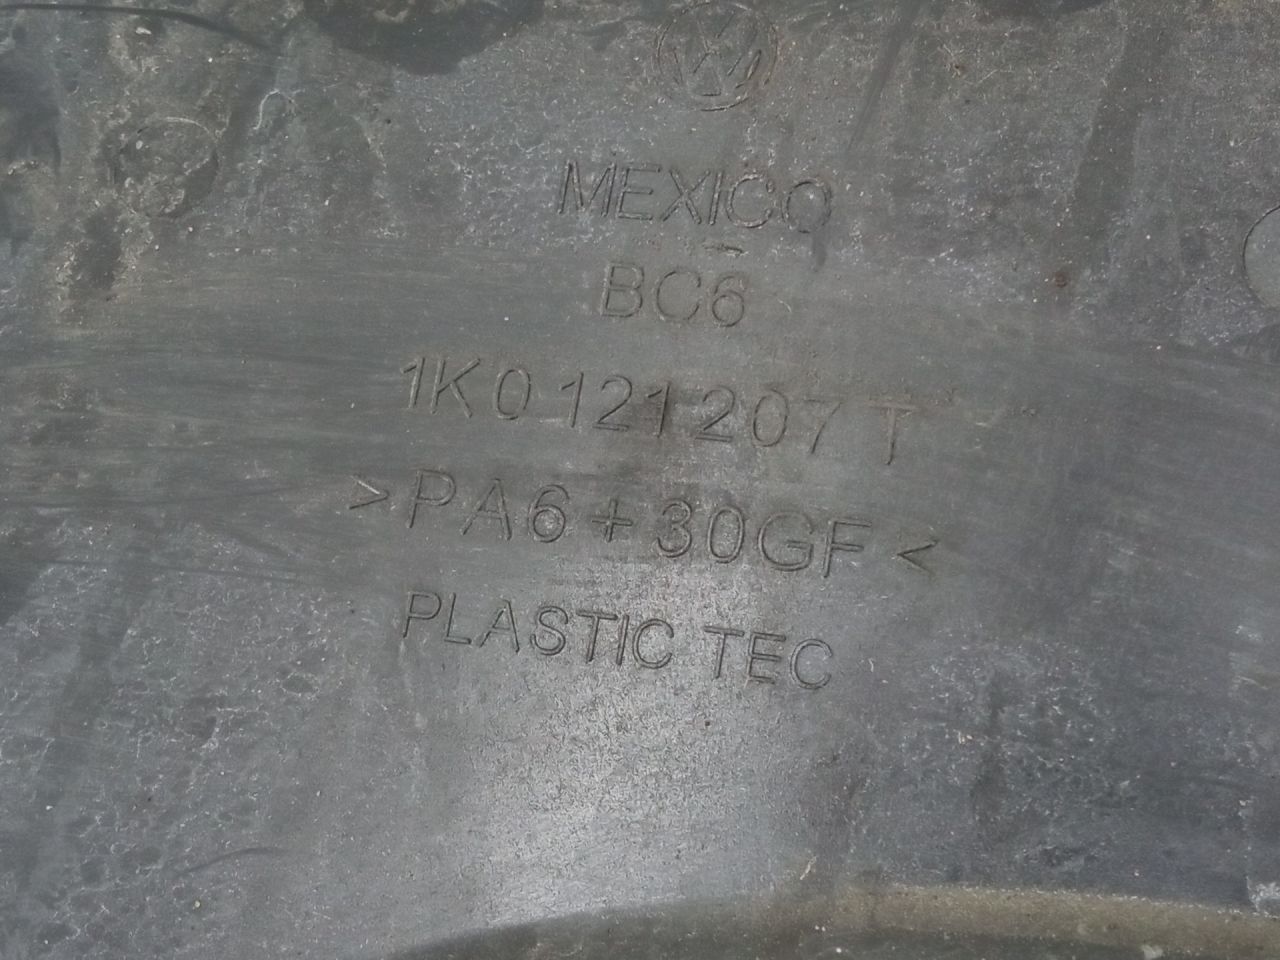 MEXICO
BC6
1K0 121 207 T
>PA6+30GF<
PLASTIC TEC